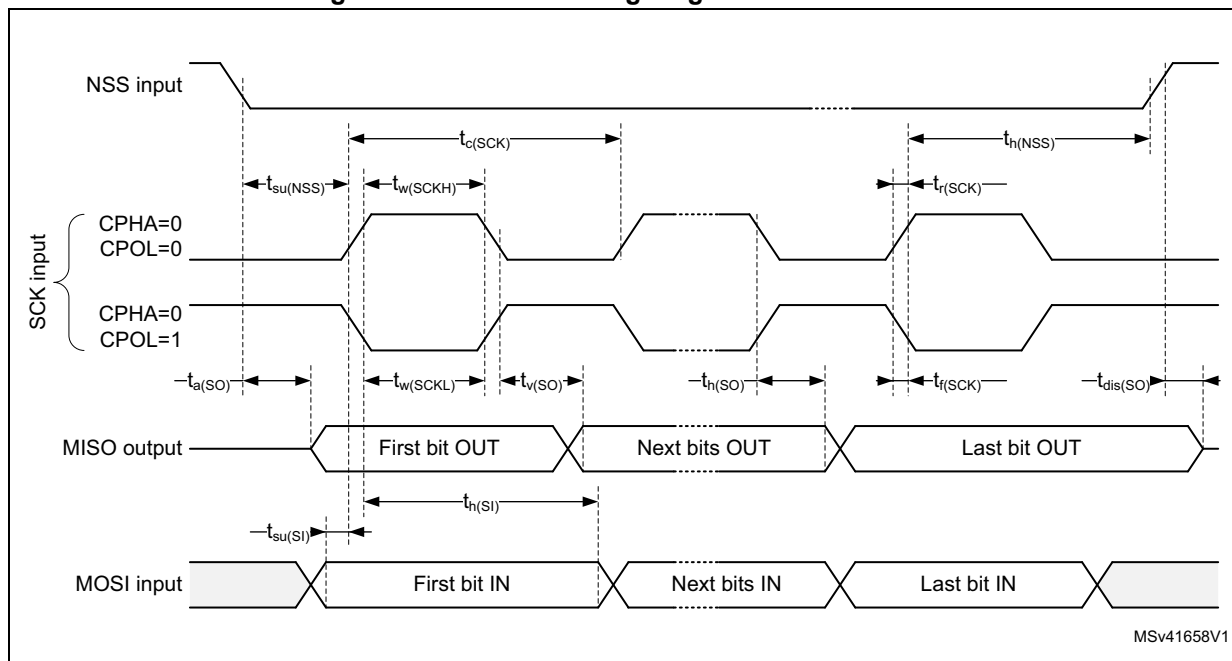 NSS input
tc(SCK)
th(NSS)
tsu(NSS)
tw(SCKH)
tr(SCK)
SCK input
CPHA=0
CPOL=0
CPHA=0
CPOL=1
ta(SO)
tw(SCKL)
tv(SO)
th(SO)
tf(SCK)
tdis(SO)
MISO output
First bit OUT
Next bits OUT
Last bit OUT
th(SI)
tsu(SI)
MOSI input
First bit IN
Next bits IN
Last bit IN
MSv41658V1